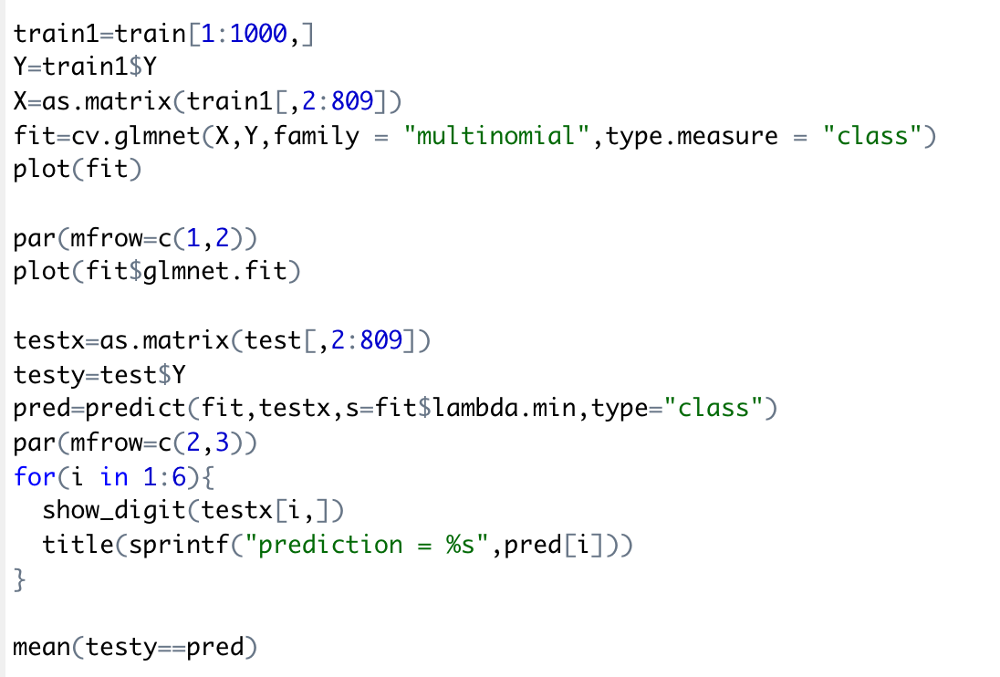 train1=train[1:1000,]
Y=train1$Y
X=as.matrix(train1[,2:809])
fit=cv.glmnet(X,Y,family = "multinomial",type.measure = "class")
plot(fit)
par(mfrow=c(1,2))
plot(fit$glmnet.fit)
testx=as.matrix(test[,2:809])
testy=test$Y
pred=predict(fit,testx,s=fit$lambda.min,type="class")
par(mfrow=c(2,3))
for(i in 1:6){
  show_digit(testx[i,])
  title(sprintf("prediction = %s",pred[i]))
}
mean(testy==pred)